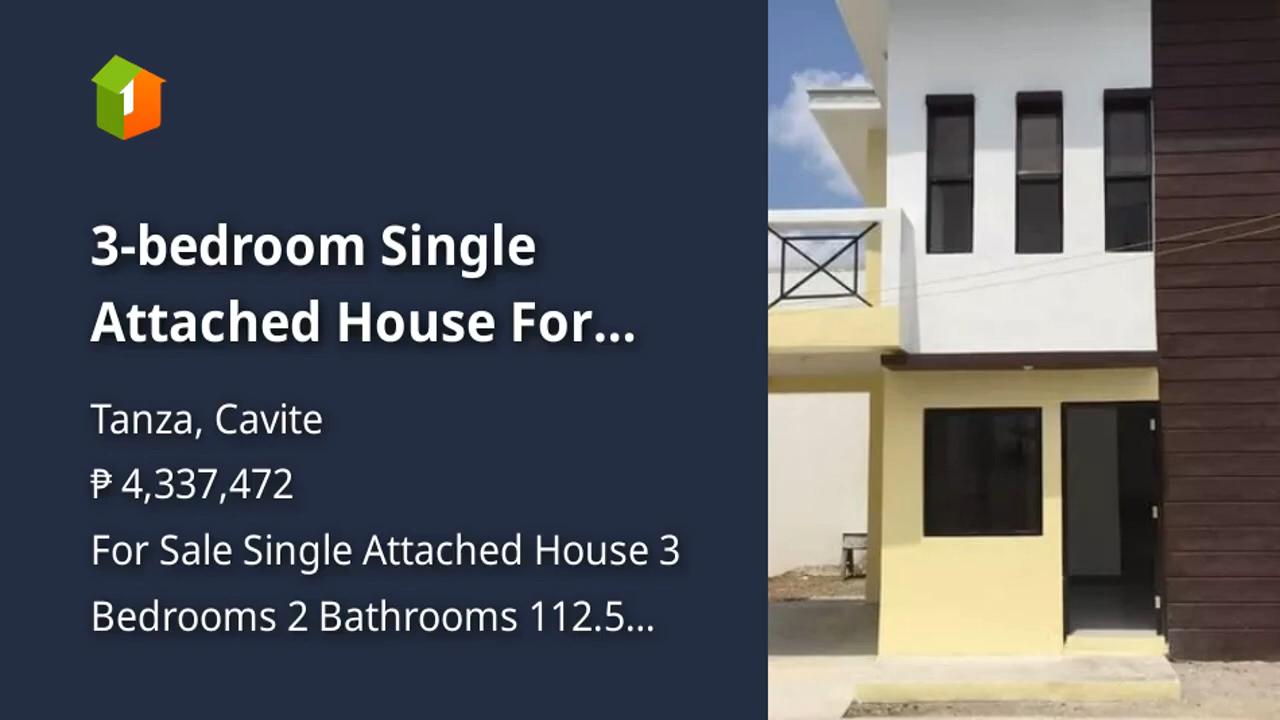 3-bedroom Single
Attached House For...
Tanza, Cavite
₱ 4,337,472
For Sale Single Attached House 3
Bedrooms 2 Bathrooms 112.5...